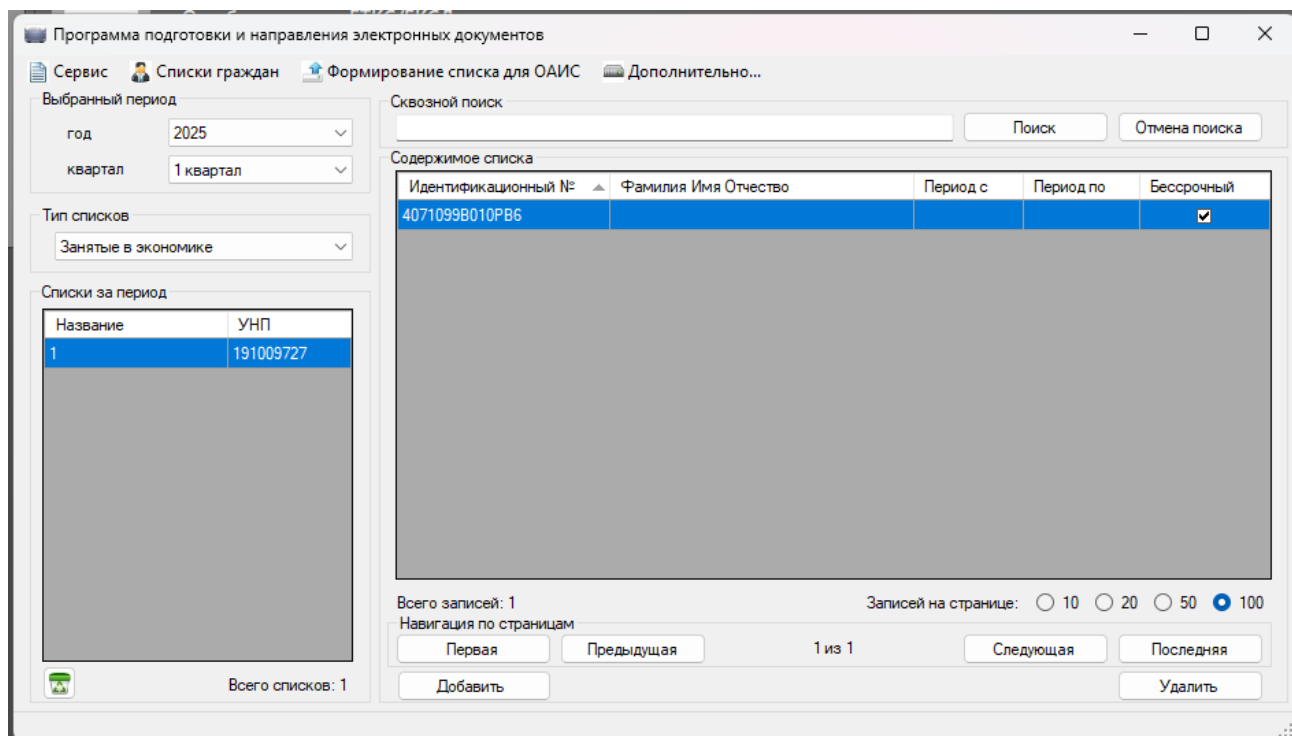 Программа подготовки и направления электронных документов
Сервис Списки граждан Формирование списка для ОАИС Дополнительно...
Выбранный период
год 2025
квартал 1 квартал
Тип списков
Занятые в экономике
Списки за период
Название УНП
1 191009727
Всего списков: 1
Сквозной поиск
Поиск Отмена поиска
Содержимое списка
Идентификационный № Фамилия Имя Отчество Период с Период по Бессрочный
4071099B010PB6
Всего записей: 1 Записей на странице: 10 20 50 100
Навигация по страницам
Первая Предыдущая 1 из 1 Следующая Последняя
Добавить Удалить